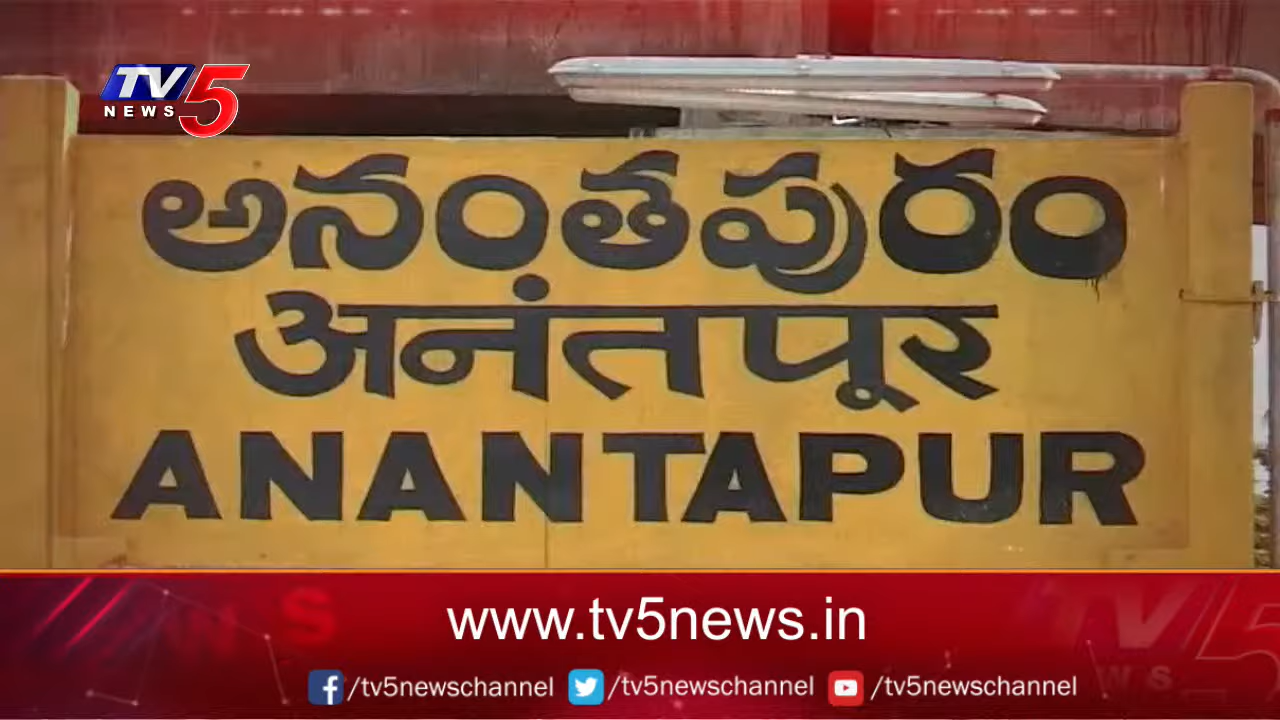 TV5
NEWS
అనంతపురం
अनंतपूर
ANANTAPUR
www.tv5news.in
/tv5newschannel /tv5newschannel /tv5newschannel